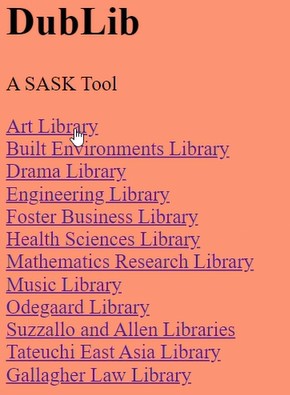 DubLib
A SASK Tool
Art Library
Built Environments Library
Drama Library
Engineering Library
Foster Business Library
Health Sciences Library
Mathematics Research Library
Music Library
Odegaard Library
Suzzallo and Allen Libraries
Tateuchi East Asia Library
Gallagher Law Library